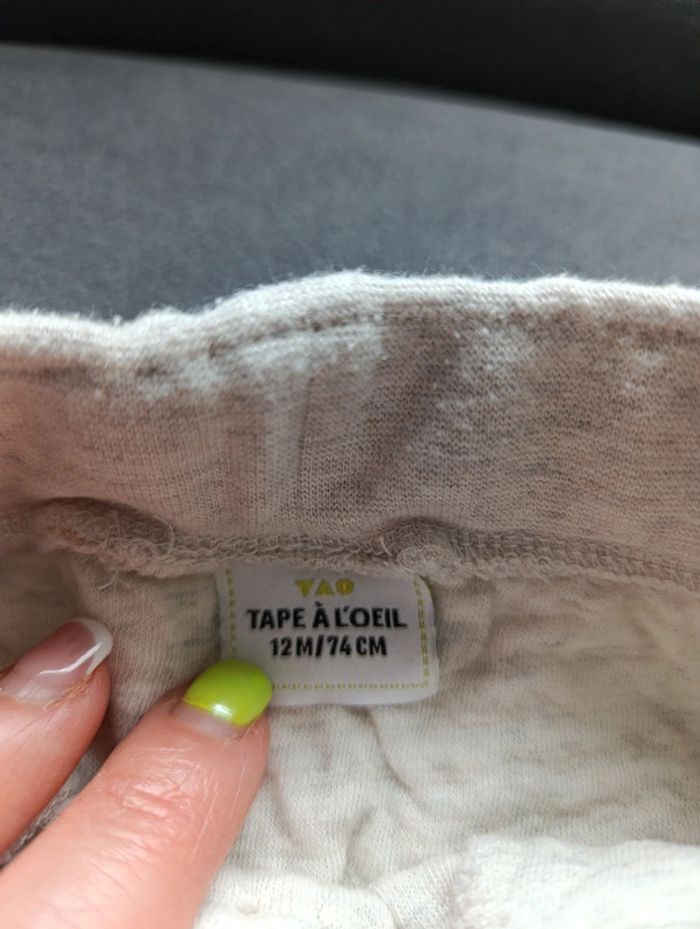 TAO
TAPE À L'OEIL
12M/74CM